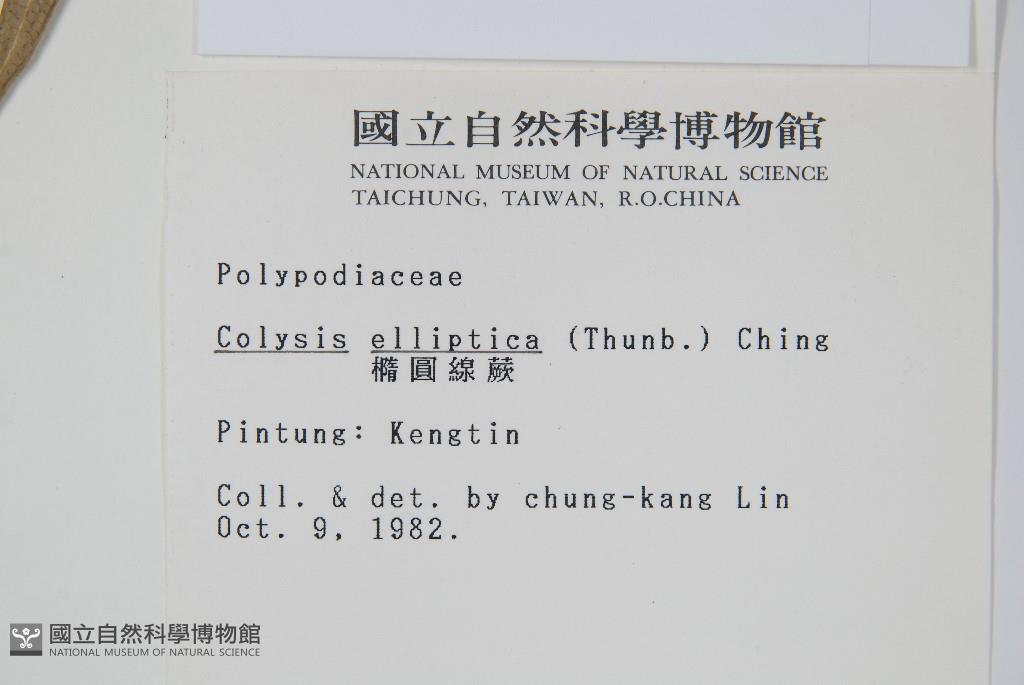 國立自然科學博物館
NATIONAL MUSEUM OF NATURAL SCIENCE
TAICHUNG, TAIWAN, R.O.CHINA
Polypodiaceae
Colysis elliptica (Thunb.) Ching
橢圓線蕨
Pintung: Kengtin
Coll. & det. by chung-kang Lin
Oct. 9, 1982.
國立自然科學博物館
NATIONAL MUSEUM OF NATURAL SCIENCE